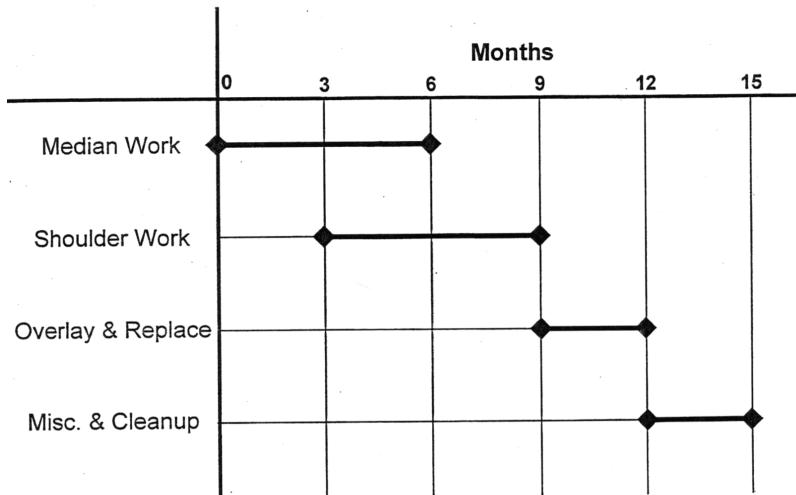 Months
0 3 6 9 12 15
Median Work
Shoulder Work
Overlay & Replace
Misc. & Cleanup